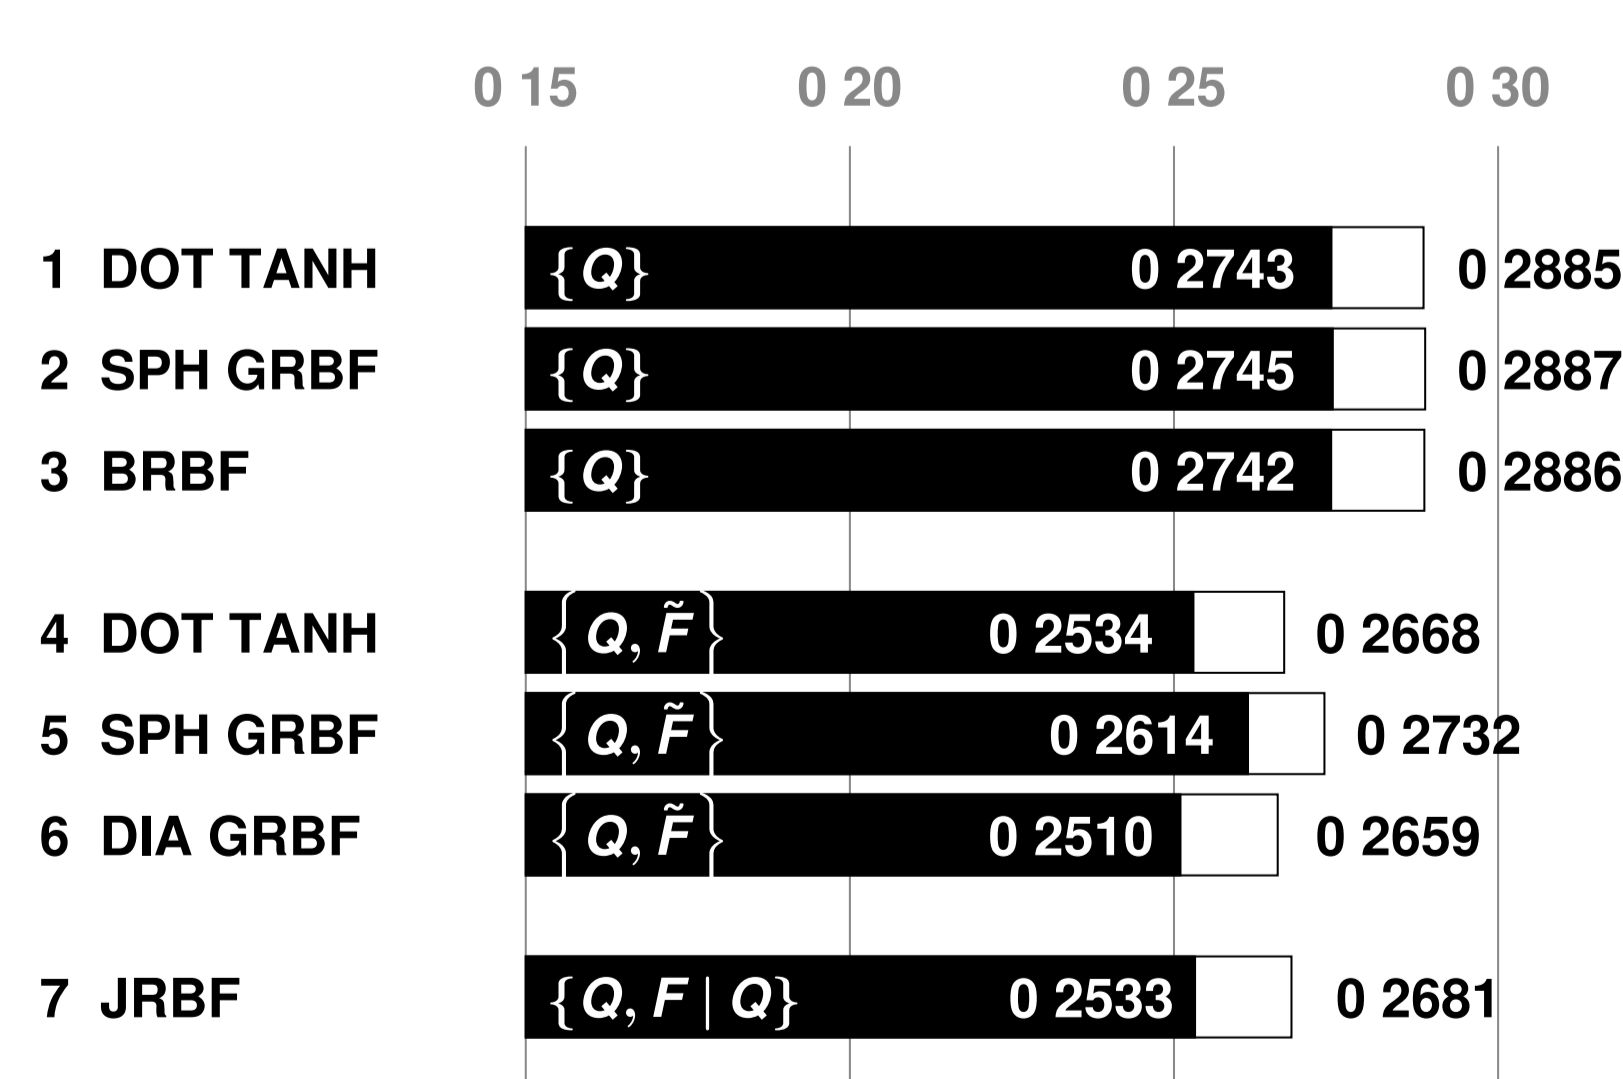 0 15 0 20 0 25 0 30
1 DOT TANH {Q} 0 2743 0 2885
2 SPH GRBF {Q} 0 2745 0 2887
3 BRBF {Q} 0 2742 0 2886
4 DOT TANH {Q, F̃} 0 2534 0 2668
5 SPH GRBF {Q, F̃} 0 2614 0 2732
6 DIA GRBF {Q, F̃} 0 2510 0 2659
7 JRBF {Q, F | Q} 0 2533 0 2681